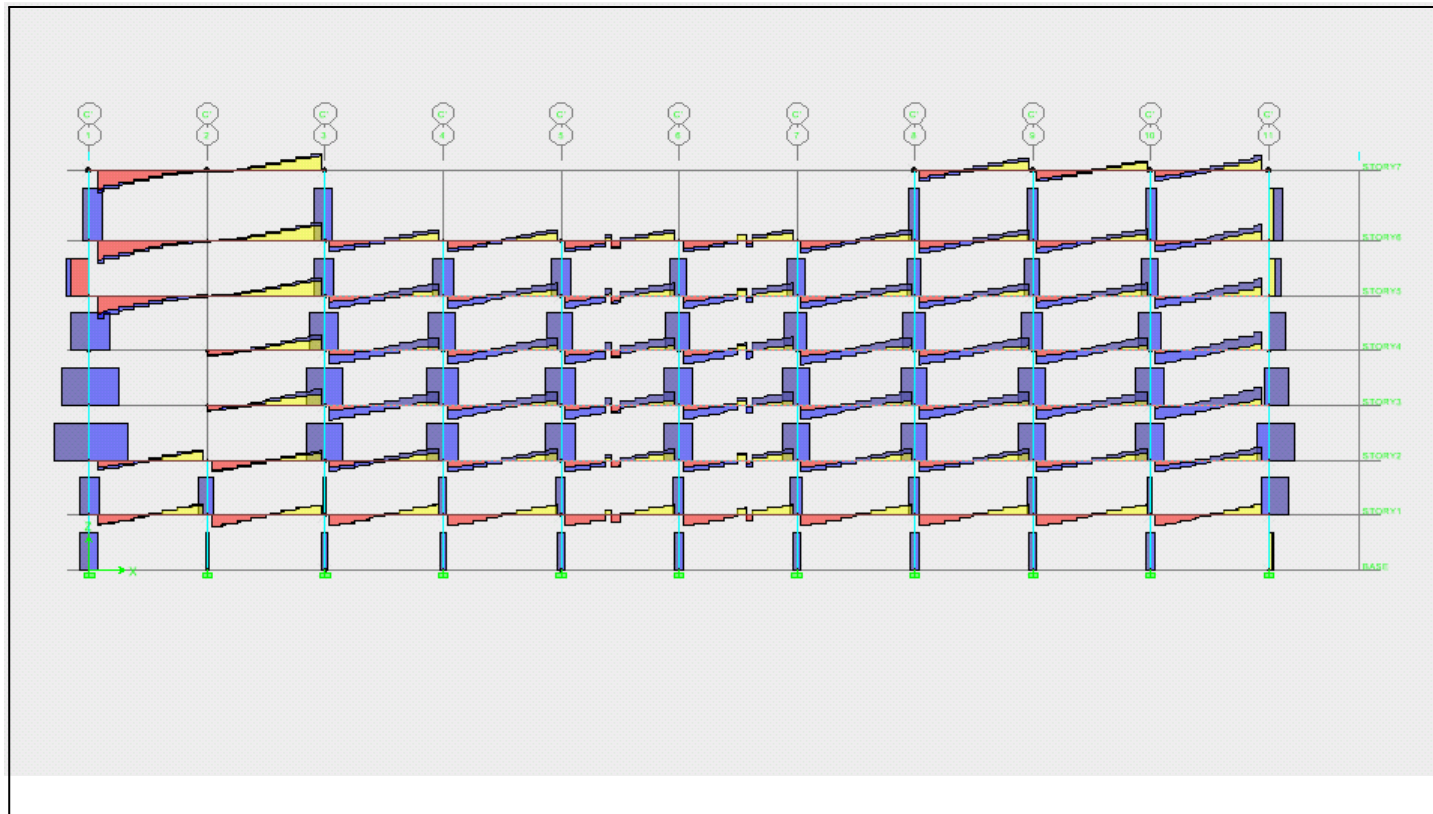 C' C' C' C' C' C' C' C' C' C' C'
1 2 3 4 5 6 7 8 9 10 11
STORY7
STORY6
STORY5
STORY4
STORY3
STORY2
STORY1
Z
X
BASE